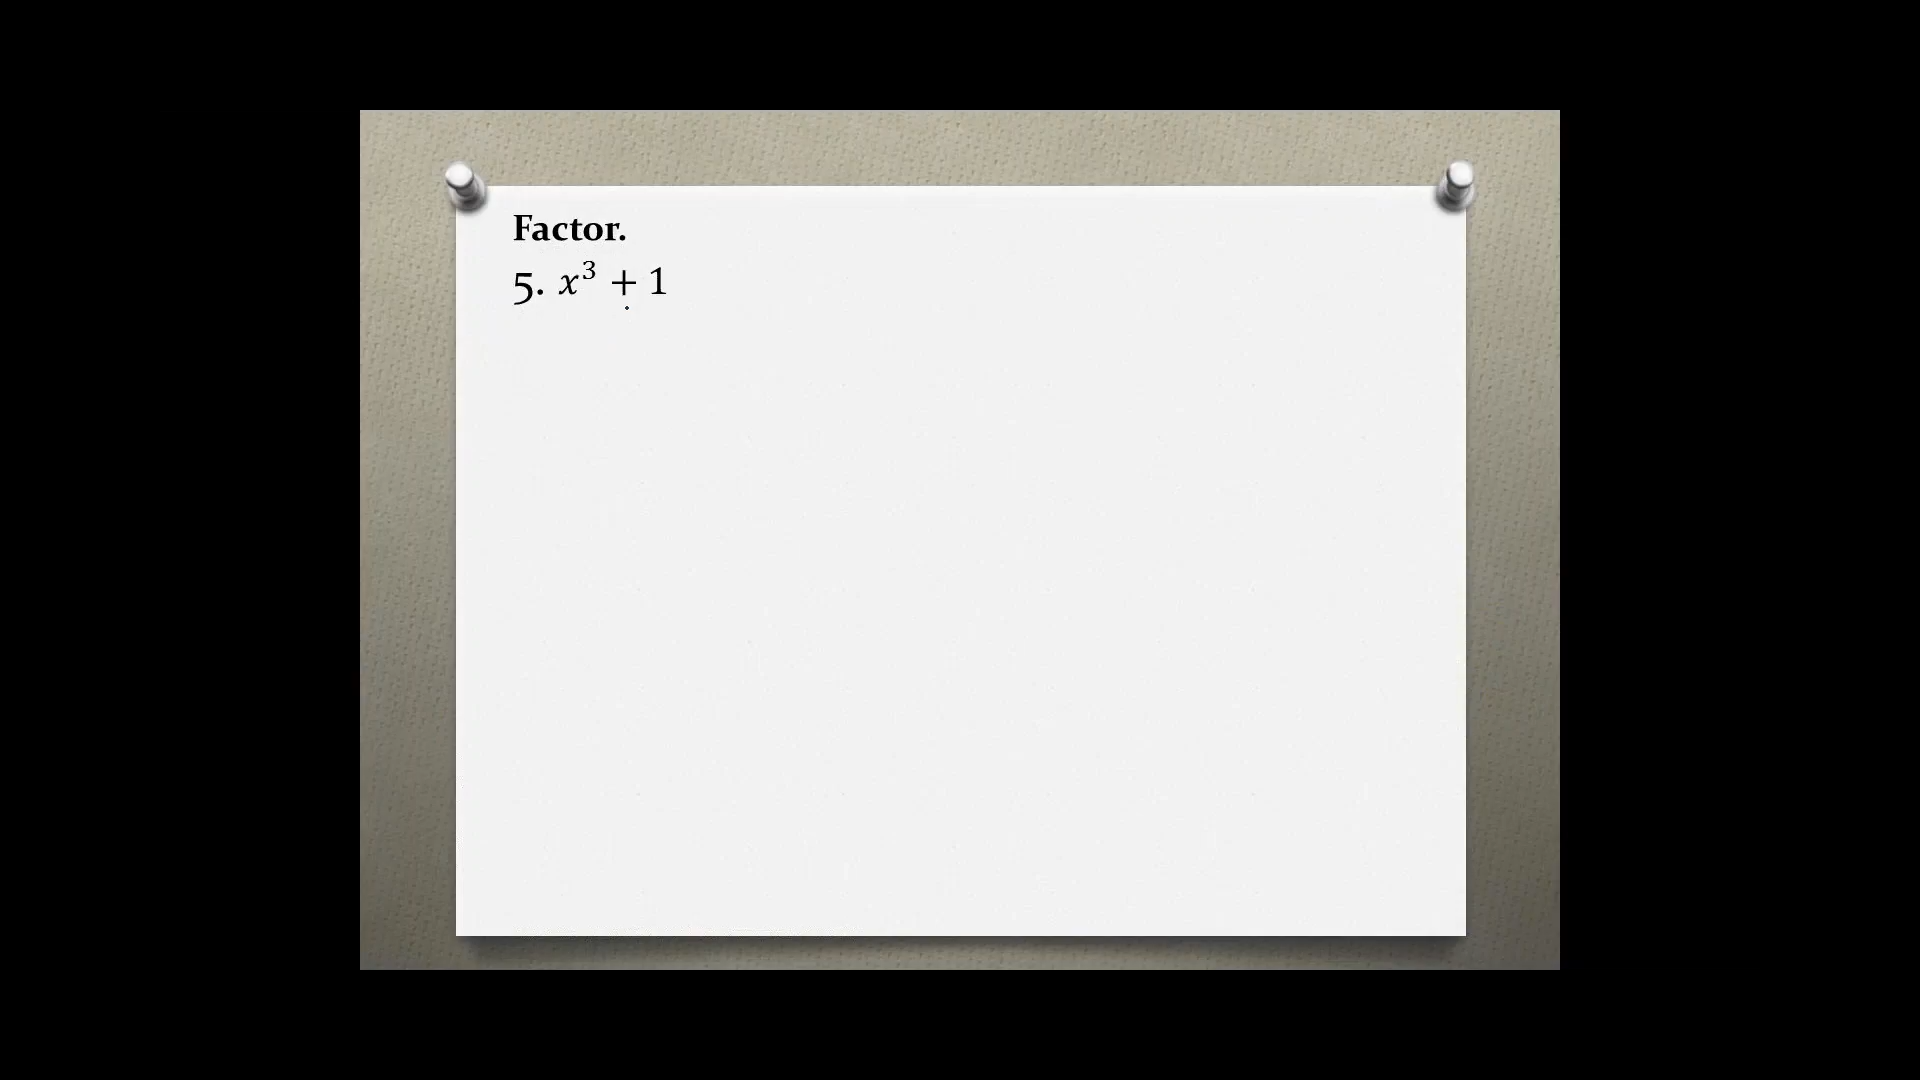 Factor.
5. x³ + 1